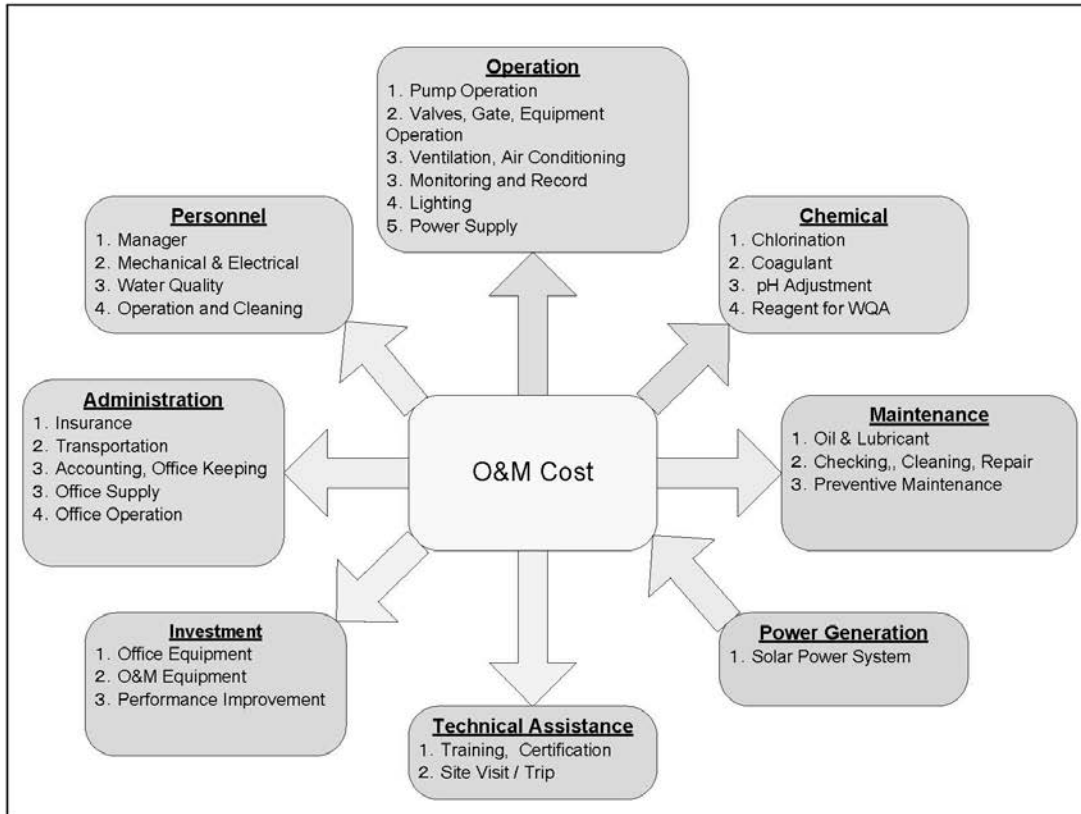 Operation
1. Pump Operation
2. Valves, Gate, Equipment
Operation
3. Ventilation, Air Conditioning
3. Monitoring and Record
4. Lighting
5. Power Supply
Personnel
1. Manager
2. Mechanical & Electrical
3. Water Quality
4. Operation and Cleaning
Chemical
1. Chlorination
2. Coagulant
3. pH Adjustment
4. Reagent for WQA
Administration
1. Insurance
2. Transportation
3. Accounting, Office Keeping
3. Office Supply
4. Office Operation
O&M Cost
Maintenance
1. Oil & Lubricant
2. Checking,, Cleaning, Repair
3. Preventive Maintenance
Investment
1. Office Equipment
2. O&M Equipment
3. Performance Improvement
Power Generation
1. Solar Power System
Technical Assistance
1. Training, Certification
2. Site Visit / Trip